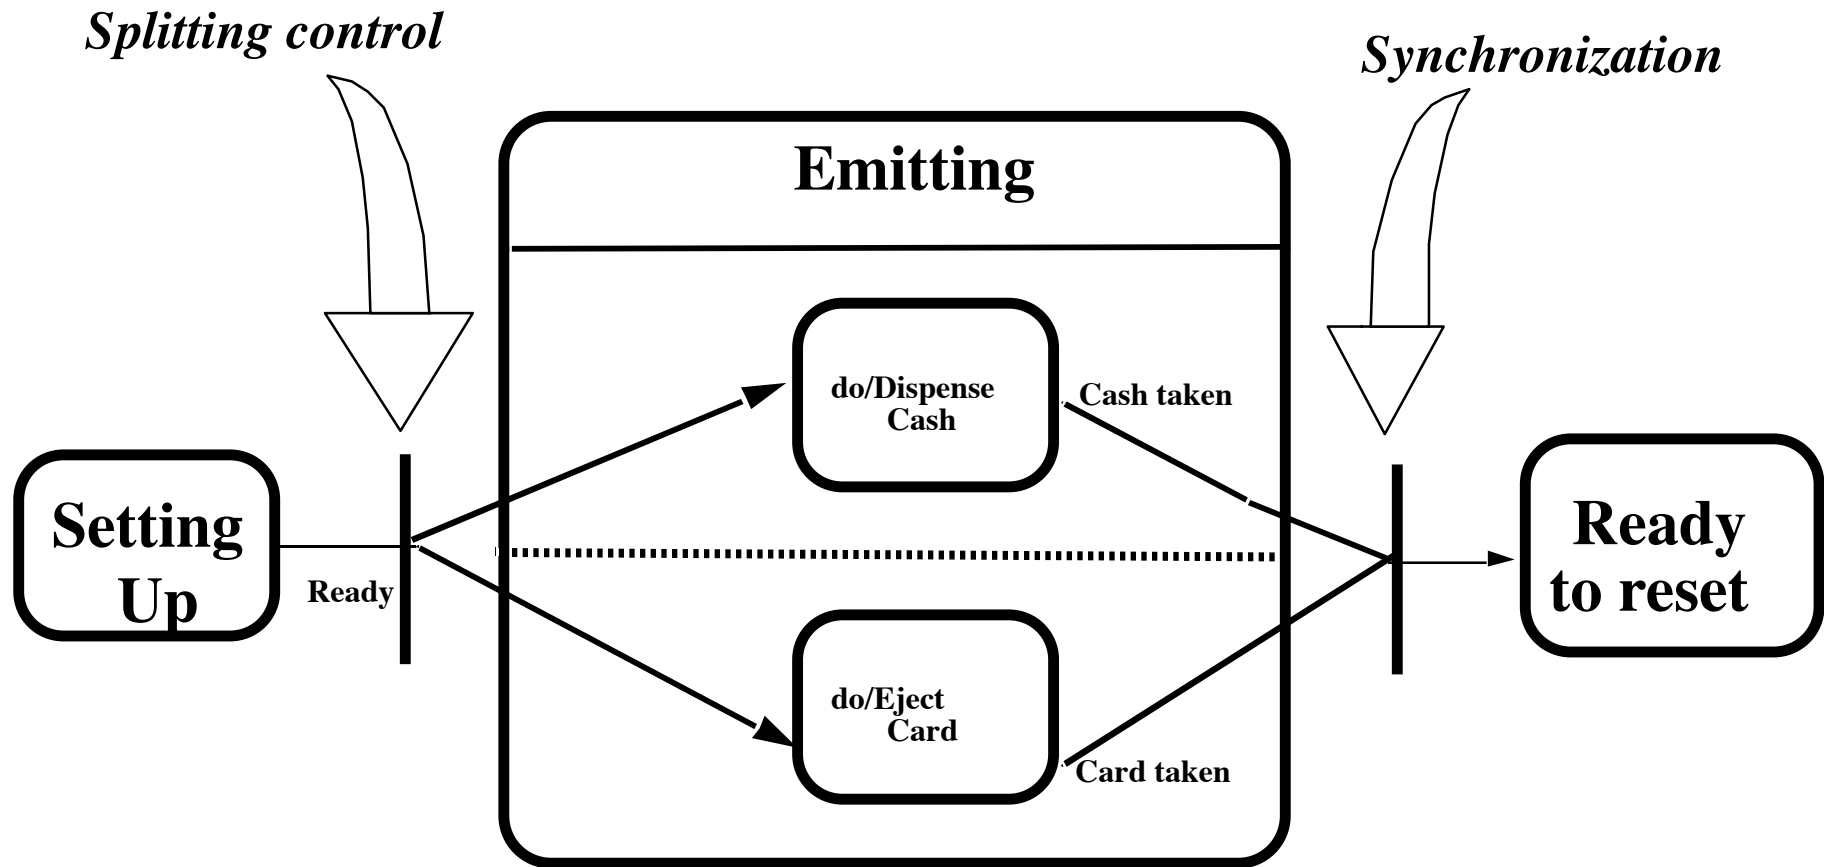 Splitting control
Synchronization
Emitting
do/Dispense
Cash
Cash taken
Setting
Up
Ready
Ready
to reset
do/Eject
Card
Card taken